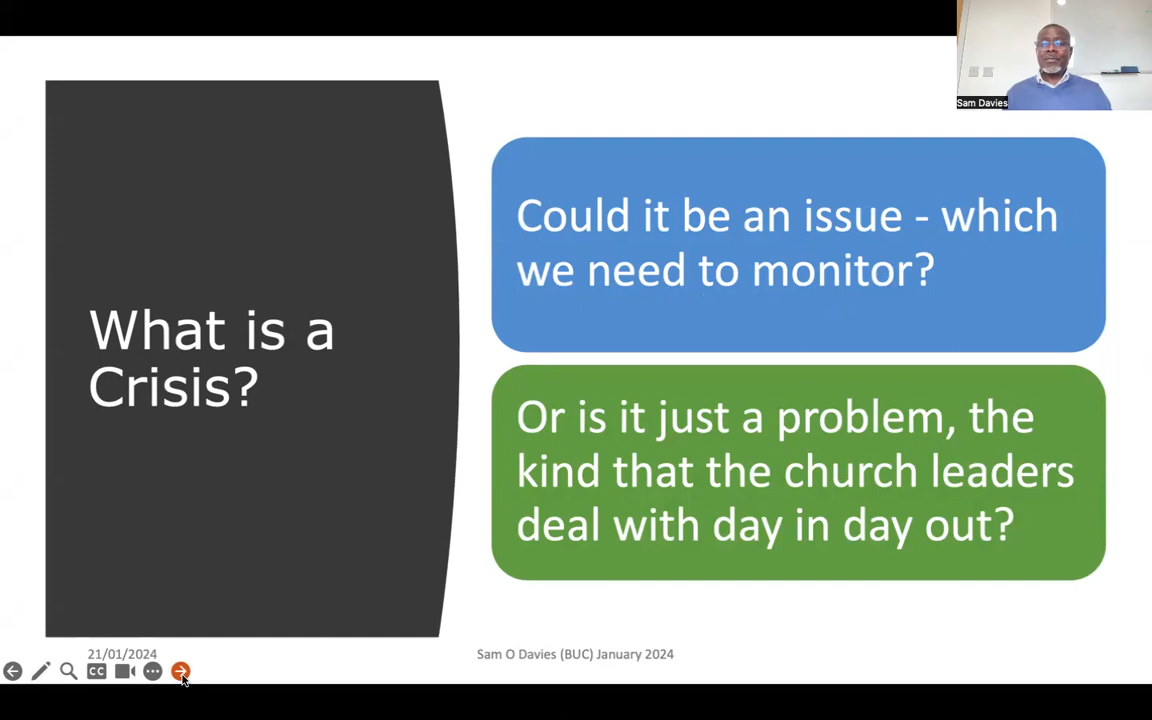 Sam Davies
What is a
Crisis?
Could it be an issue - which
we need to monitor?
Or is it just a problem, the
kind that the church leaders
deal with day in day out?
21/01/2024
Sam O Davies (BUC) January 2024
CC